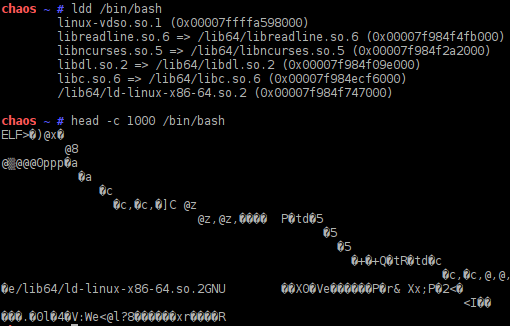 chaos ~ # ldd /bin/bash
linux-vdso.so.1 (0x00007ffffa598000)
libreadline.so.6 => /lib64/libreadline.so.6 (0x00007f984f4fb000)
libncurses.so.5 => /lib64/libncurses.so.5 (0x00007f984f2a2000)
libdl.so.2 => /lib64/libdl.so.2 (0x00007f984f09e000)
libc.so.6 => /lib64/libc.so.6 (0x00007f984ecf6000)
/lib64/ld-linux-x86-64.so.2 (0x00007f984f747000)
chaos ~ # head -c 1000 /bin/bash
ELF>�)@x�
@8
@▒@@@0ppp�a
�a
�c
�c,�c,�]C @z
@z,@z,���� P�td�5
�5
�5
�+�+Q�tR�td�c
�c,�c,@,@,
�e/lib64/ld-linux-x86-64.so.2GNU ��X0�Ve������P�r& Xx;P�2<�
<I��
���.�0l�4�V:We<@l?8������xr����R